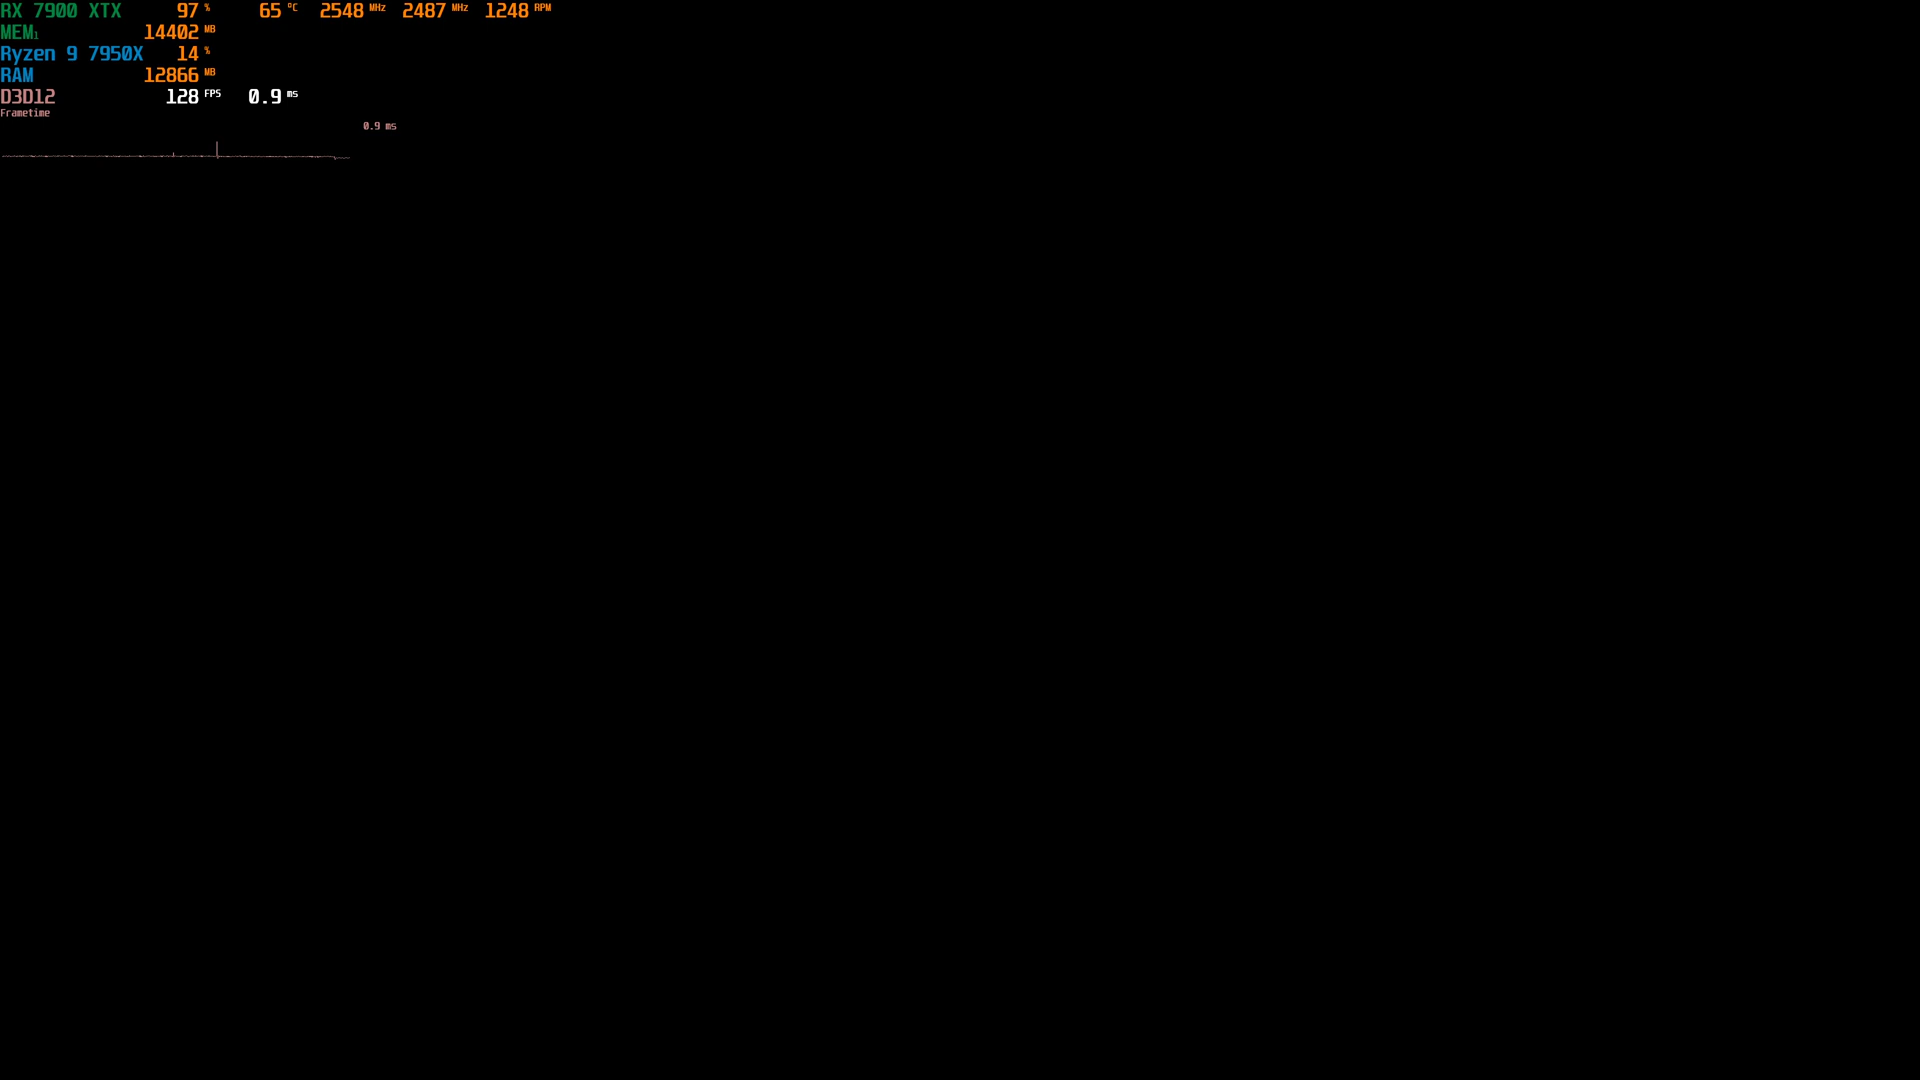 RX 7900 XTX 97 % 65 °C 2548 MHz 2487 MHz 1248 RPM
MEM1 14402 MB
Ryzen 9 7950X 14 %
RAM 12866 MB
D3D12 128 FPS 0.9 ms
Frametime
0.9 ms